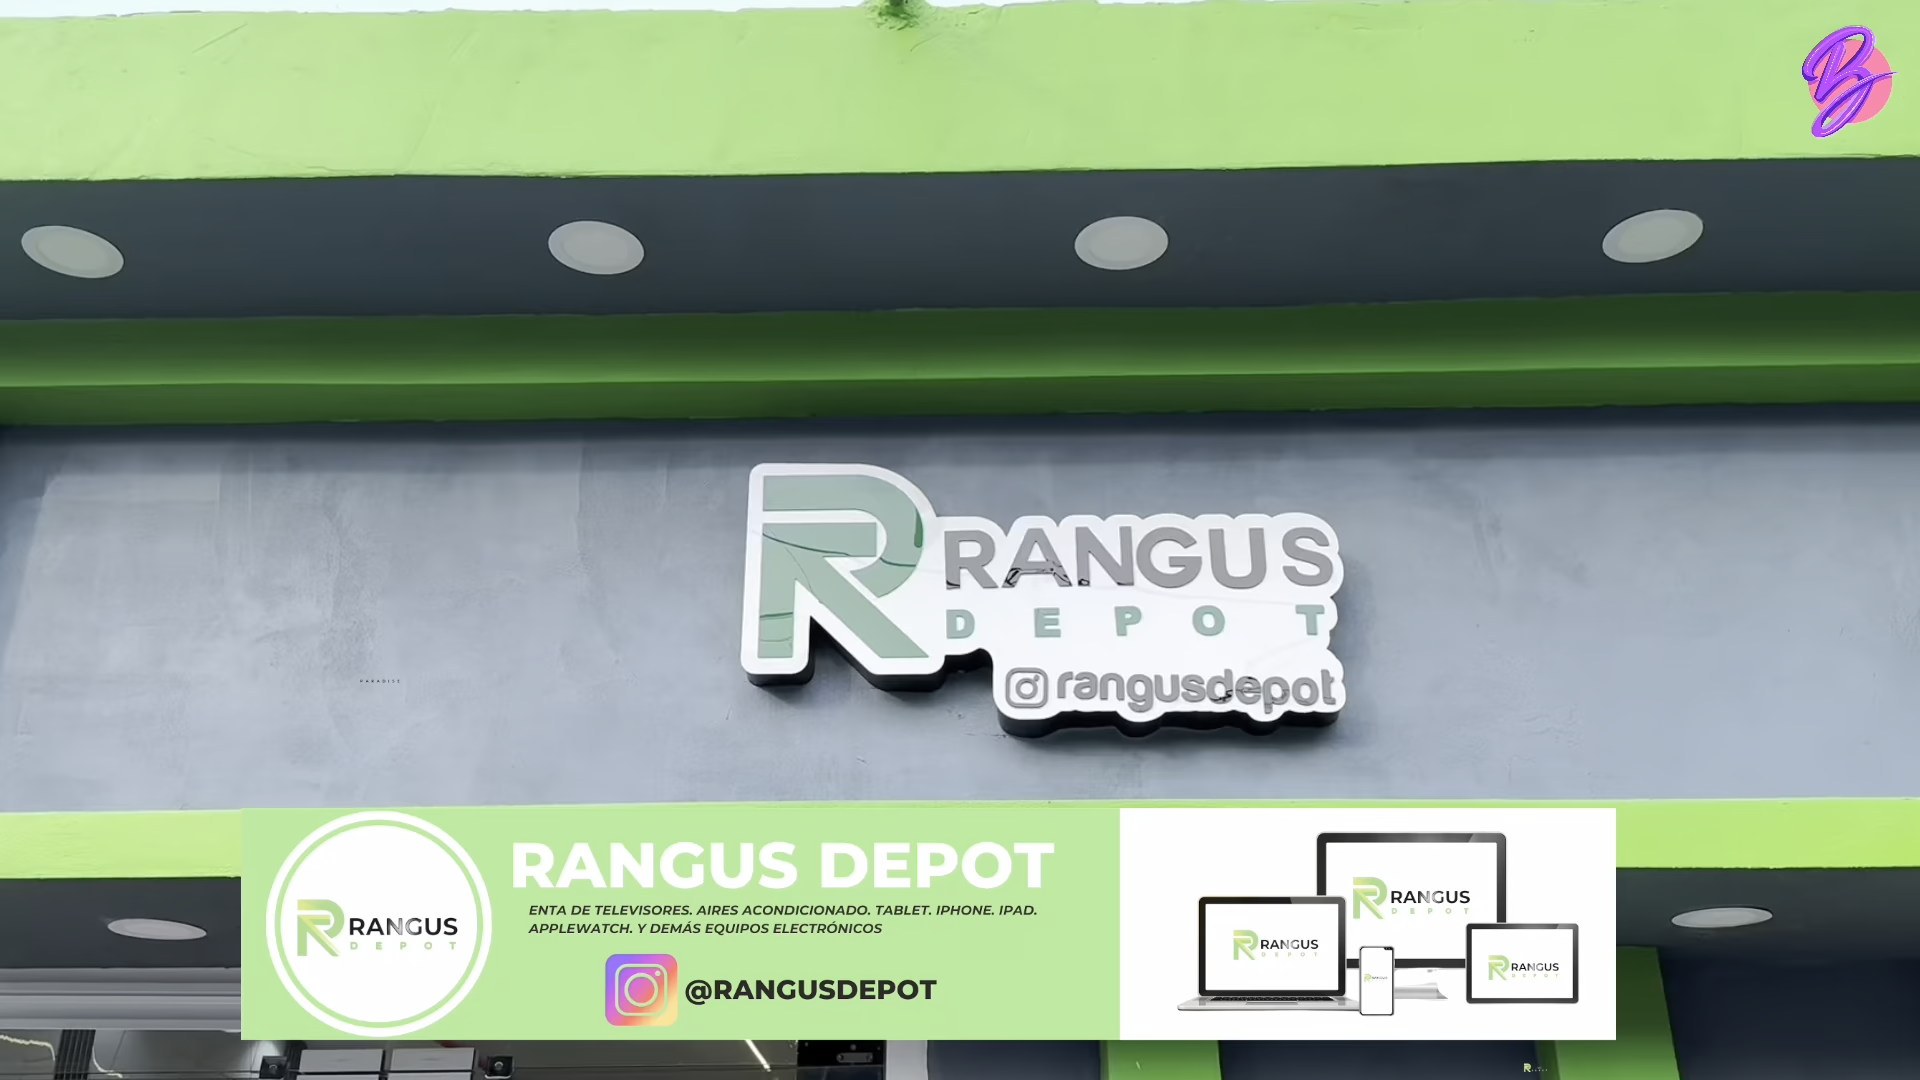 RANGUS
DEPOT
rangusdepot
PARADISE
RANGUS DEPOT
ENTA DE TELEVISORES. AIRES ACONDICIONADO. TABLET. IPHONE. IPAD.
APPLEWATCH. Y DEMÁS EQUIPOS ELECTRÓNICOS
@RANGUSDEPOT
RANGUS
DEPOT
RANGUS
DEPOT
RANGUS
DEPOT
RANGUS
DEPOT